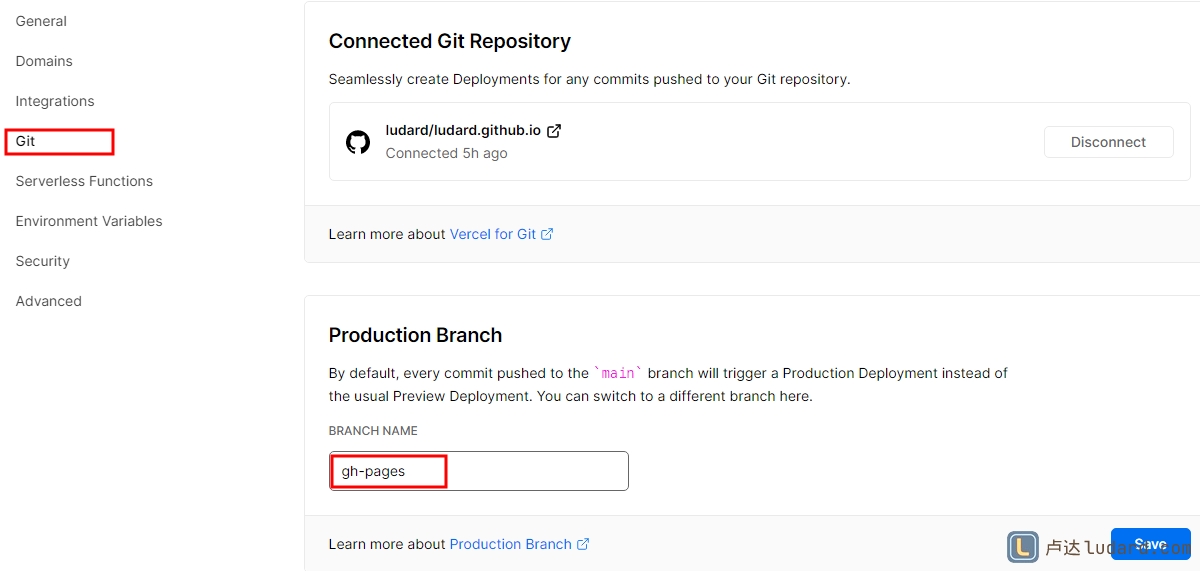 General
Domains
Integrations
Git
Serverless Functions
Environment Variables
Security
Advanced
Connected Git Repository
Seamlessly create Deployments for any commits pushed to your Git repository.
ludard/ludard.github.io
Connected 5h ago
Disconnect
Learn more about Vercel for Git
Production Branch
By default, every commit pushed to the `main` branch will trigger a Production Deployment instead of
the usual Preview Deployment. You can switch to a different branch here.
BRANCH NAME
gh-pages
Learn more about Production Branch
Save
L 卢达 ludard.com